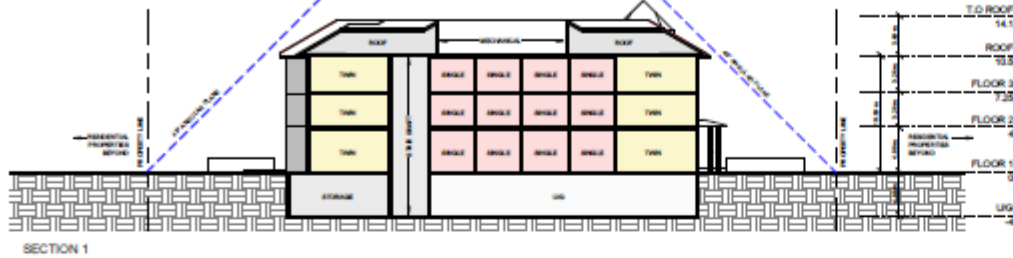 T.O ROOF
14.1
ROOF
MECHANICAL
ROOF
ROOF
10.5
TWIN
SINGLE
SINGLE
SINGLE
SINGLE
TWIN
FLOOR 3
7.25
TWIN
SINGLE
SINGLE
SINGLE
SINGLE
TWIN
FLOOR 2
4
RESIDENTIAL
PROPERTIES
BEYOND
PROPERTY LINE
PROPERTY LINE
RESIDENTIAL
PROPERTIES
BEYOND
TWIN
SINGLE
SINGLE
SINGLE
SINGLE
TWIN
FLOOR 1
0
STORAGE
U/G
U/G
SECTION 1